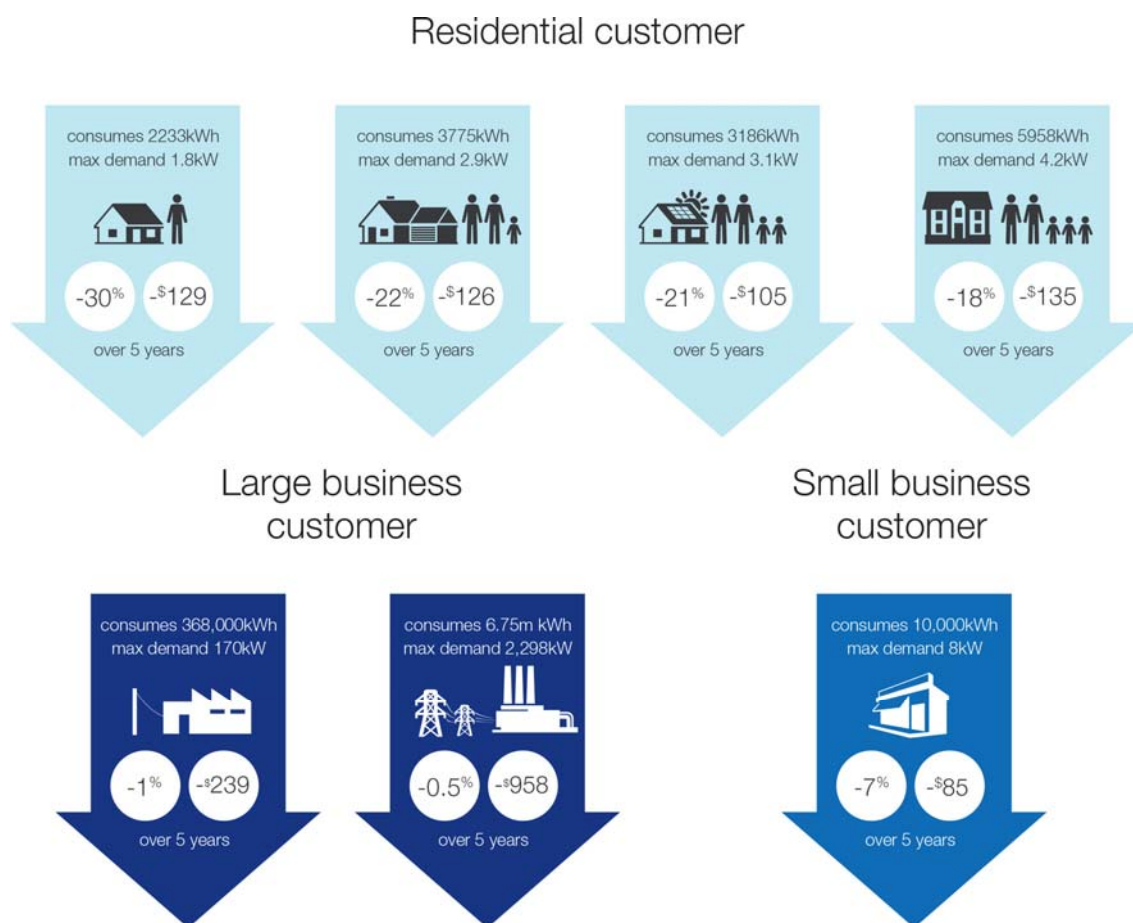 Residential customer
consumes 2233kWh
max demand 1.8kW
-30%
-$129
over 5 years
consumes 3775kWh
max demand 2.9kW
-22%
-$126
over 5 years
consumes 3186kWh
max demand 3.1kW
-21%
-$105
over 5 years
consumes 5958kWh
max demand 4.2kW
-18%
-$135
over 5 years
Large business
customer
consumes 368,000kWh
max demand 170kW
-1%
-$239
over 5 years
consumes 6.75m kWh
max demand 2,298kW
-0.5%
-$958
over 5 years
Small business
customer
consumes 10,000kWh
max demand 8kW
-7%
-$85
over 5 years